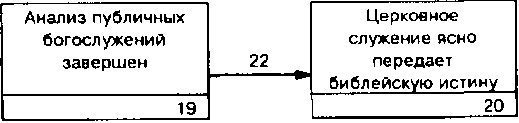 Анализ публичных
богослужений
завершен
19
22
Церковное
служение ясно
передает
библейскую истину
20